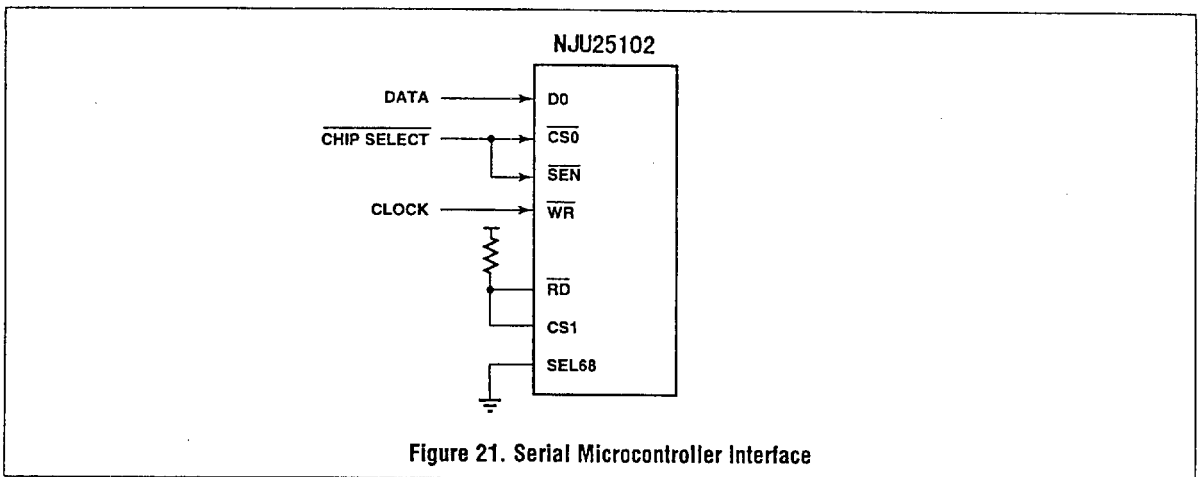 NJU25102
DATA D0
CHIP SELECT CS0
SEN
CLOCK WR
RD
CS1
SEL68
Figure 21. Serial Microcontroller Interface